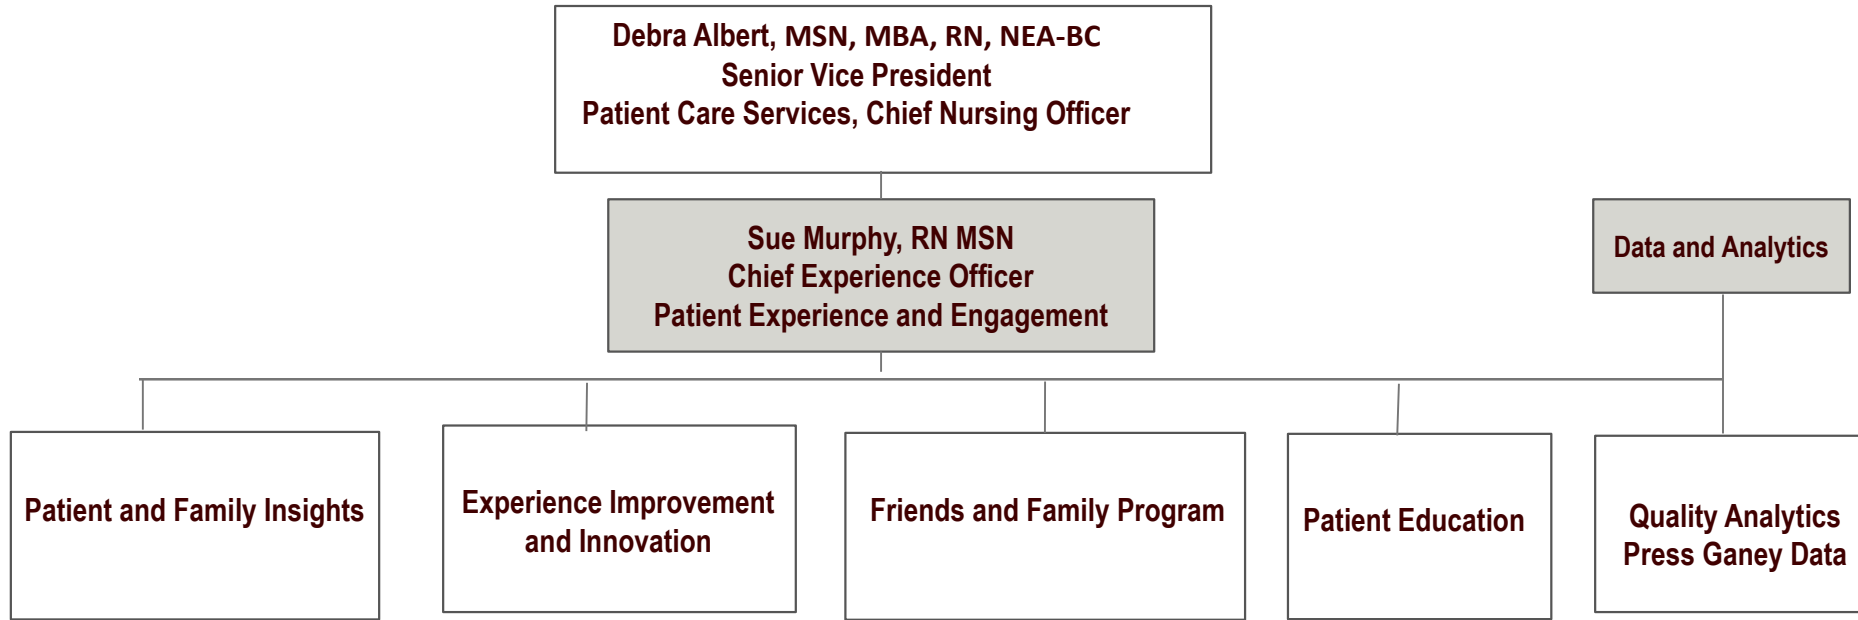 Debra Albert, MSN, MBA, RN, NEA-BC
Senior Vice President
Patient Care Services, Chief Nursing Officer
Sue Murphy, RN MSN
Chief Experience Officer
Patient Experience and Engagement
Data and Analytics
Patient and Family Insights
Experience Improvement
and Innovation
Friends and Family Program
Patient Education
Quality Analytics
Press Ganey Data